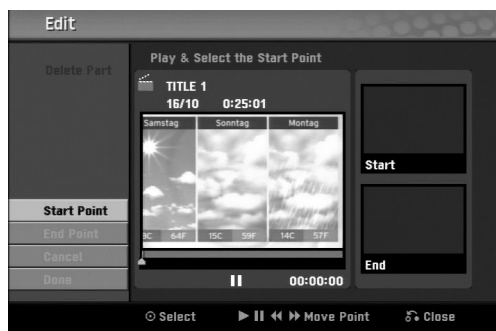 Edit
Delete Part
Play & Select the Start Point
TITLE 1
16/10 0:25:01
Samstag Sonntag Montag
9C 64F 15C 59F 14C 57F
Start
Start Point
End Point
Cancel
Done
End
00:00:00
Select Move Point Close